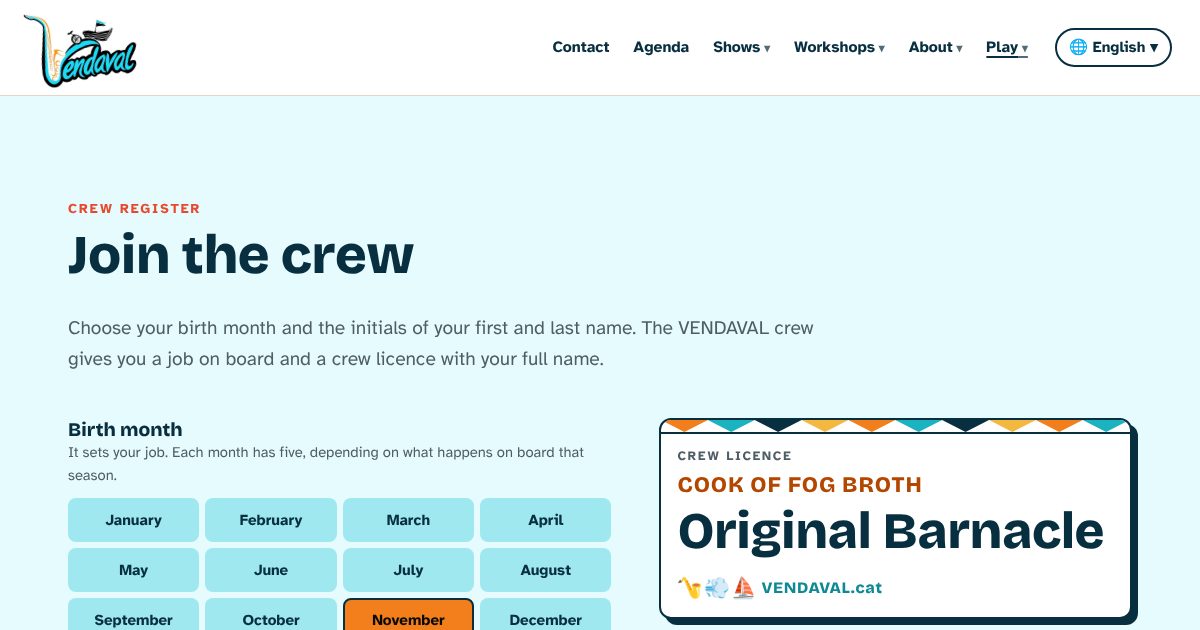 Vendaval
Contact
Agenda
Shows ▾
Workshops ▾
About ▾
Play ▾
🌐 English ▾
CREW REGISTER
Join the crew
Choose your birth month and the initials of your first and last name. The VENDAVAL crew
gives you a job on board and a crew licence with your full name.
Birth month
It sets your job. Each month has five, depending on what happens on board that
season.
January
February
March
April
May
June
July
August
September
October
November
December
CREW LICENCE
COOK OF FOG BROTH
Original Barnacle
🎷💨⛵ VENDAVAL.cat